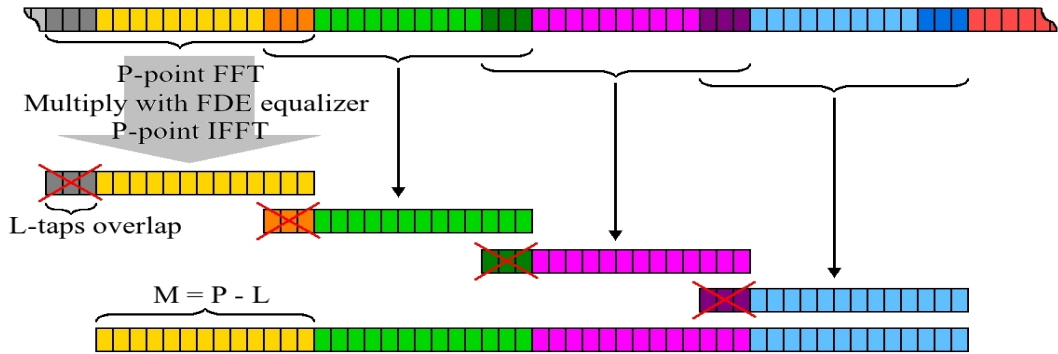 P-point FFT
Multiply with FDE equalizer
P-point IFFT
L-taps overlap
M = P - L